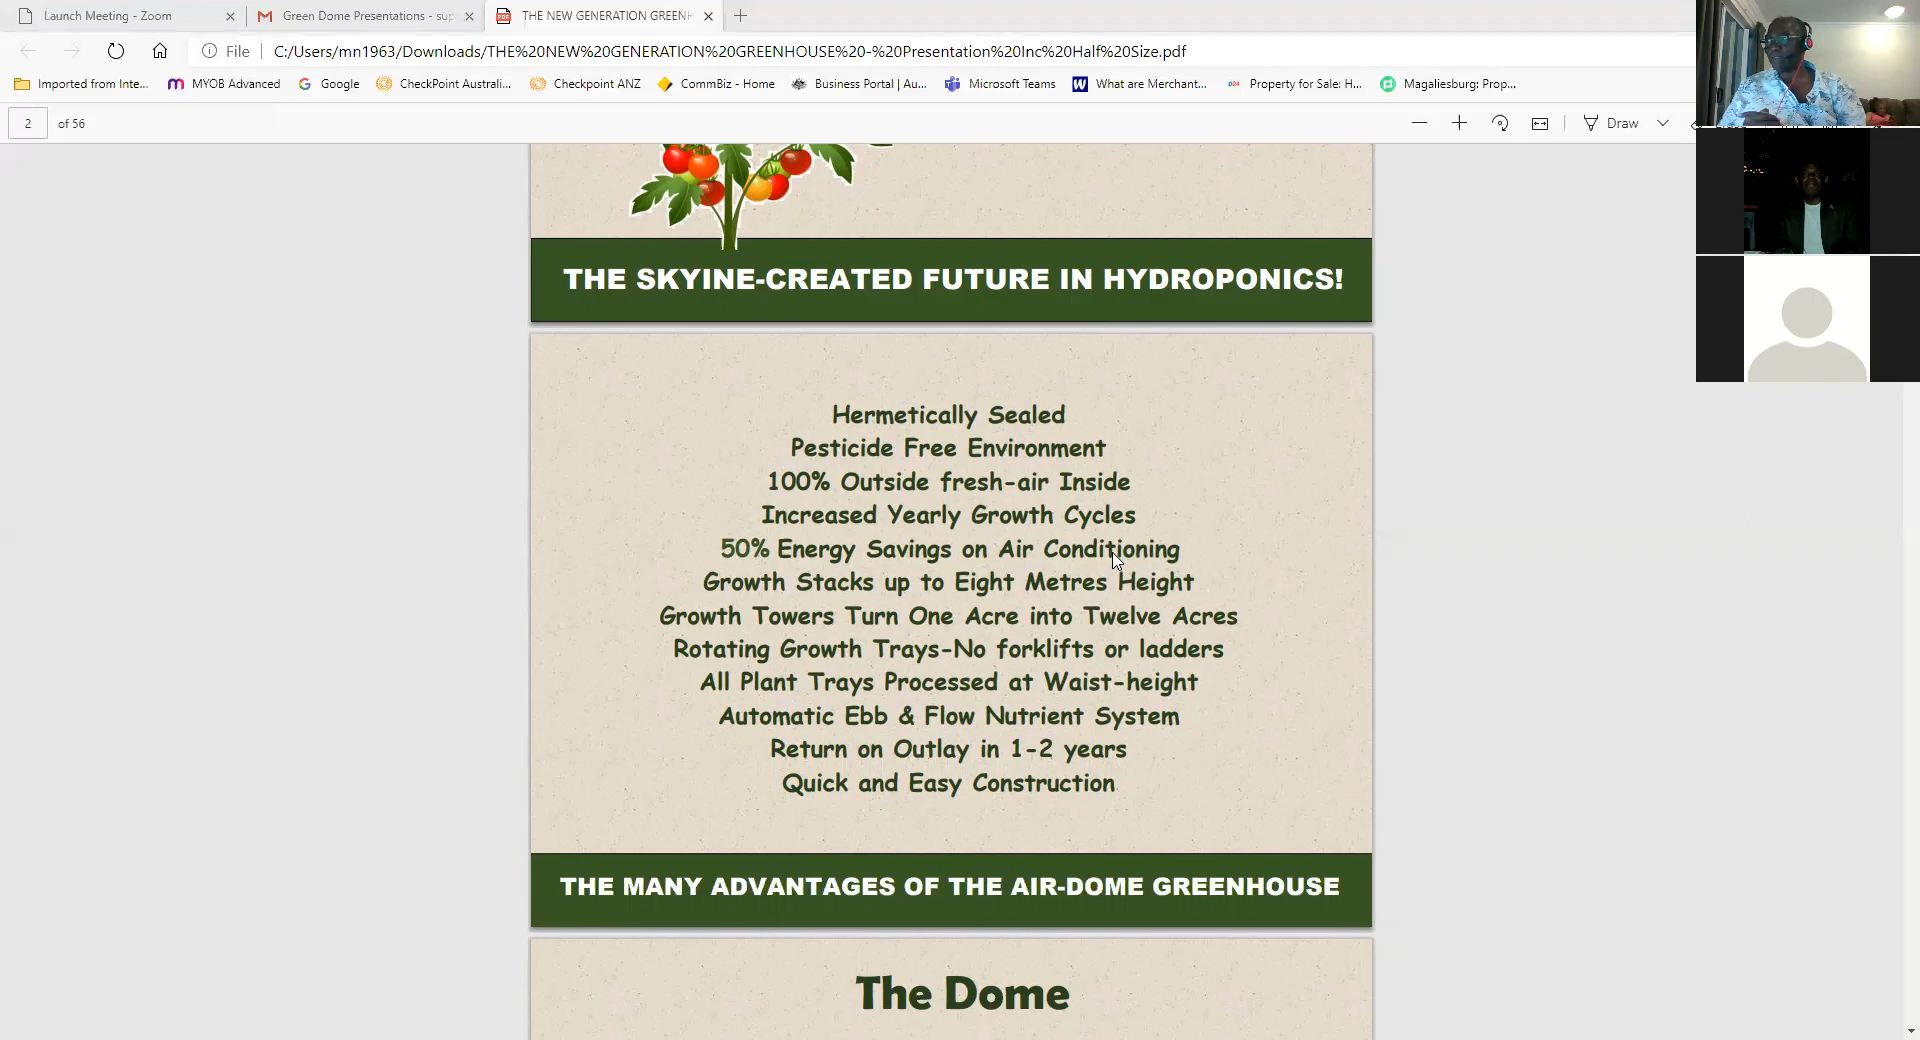 Launch Meeting - Zoom
Green Dome Presentations - sup
THE NEW GENERATION GREENH
File
C:/Users/mn1963/Downloads/THE%20NEW%20GENERATION%20GREENHOUSE%20-%20Presentation%20Inc%20Half%20Size.pdf
Imported from Inte...
MYOB Advanced
Google
CheckPoint Australi...
Checkpoint ANZ
CommBiz - Home
Business Portal | Au...
Microsoft Teams
What are Merchant...
Property for Sale: H...
Magaliesburg: Prop...
2 of 56
Draw
THE SKYINE-CREATED FUTURE IN HYDROPONICS!
Hermetically Sealed
Pesticide Free Environment
100% Outside fresh-air Inside
Increased Yearly Growth Cycles
50% Energy Savings on Air Conditioning
Growth Stacks up to Eight Metres Height
Growth Towers Turn One Acre into Twelve Acres
Rotating Growth Trays-No forklifts or ladders
All Plant Trays Processed at Waist-height
Automatic Ebb & Flow Nutrient System
Return on Outlay in 1-2 years
Quick and Easy Construction
THE MANY ADVANTAGES OF THE AIR-DOME GREENHOUSE
The Dome